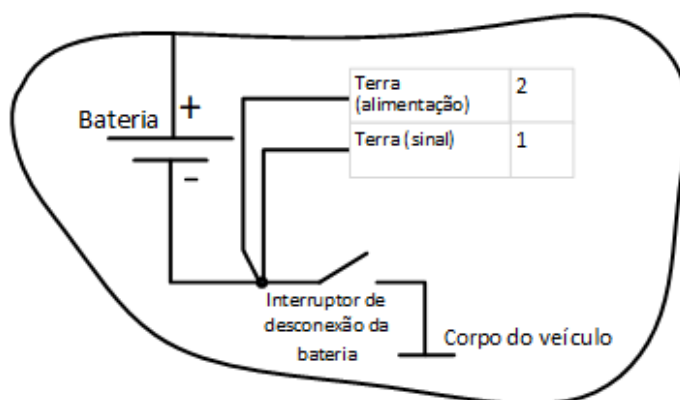 Terra
(alimentação)
2
+
Bateria
Terra (sinal)
1
-
Interruptor de
desconexão da
bateria
Corpo do veículo